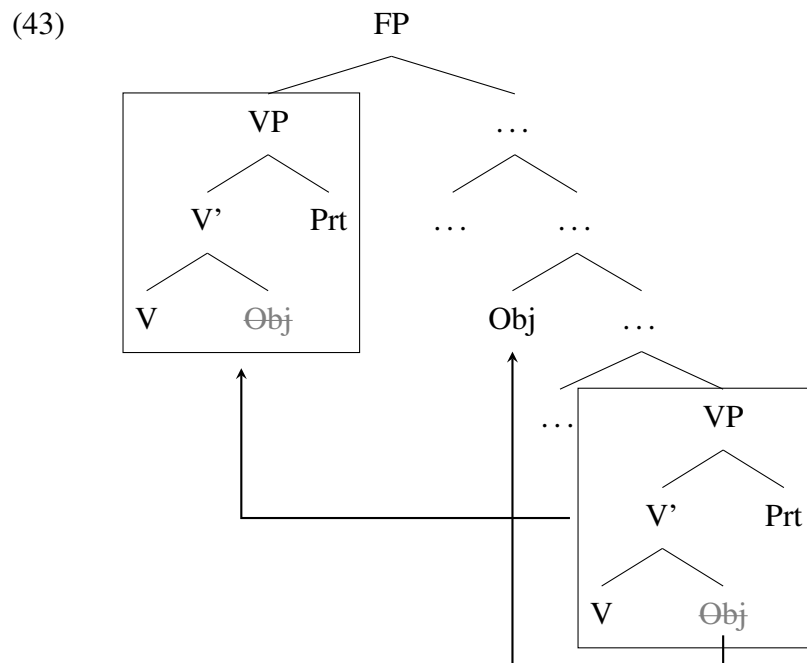 (43) FP
VP …
V’ Prt … …
V Obj Obj …
… VP
V’ Prt
V Obj